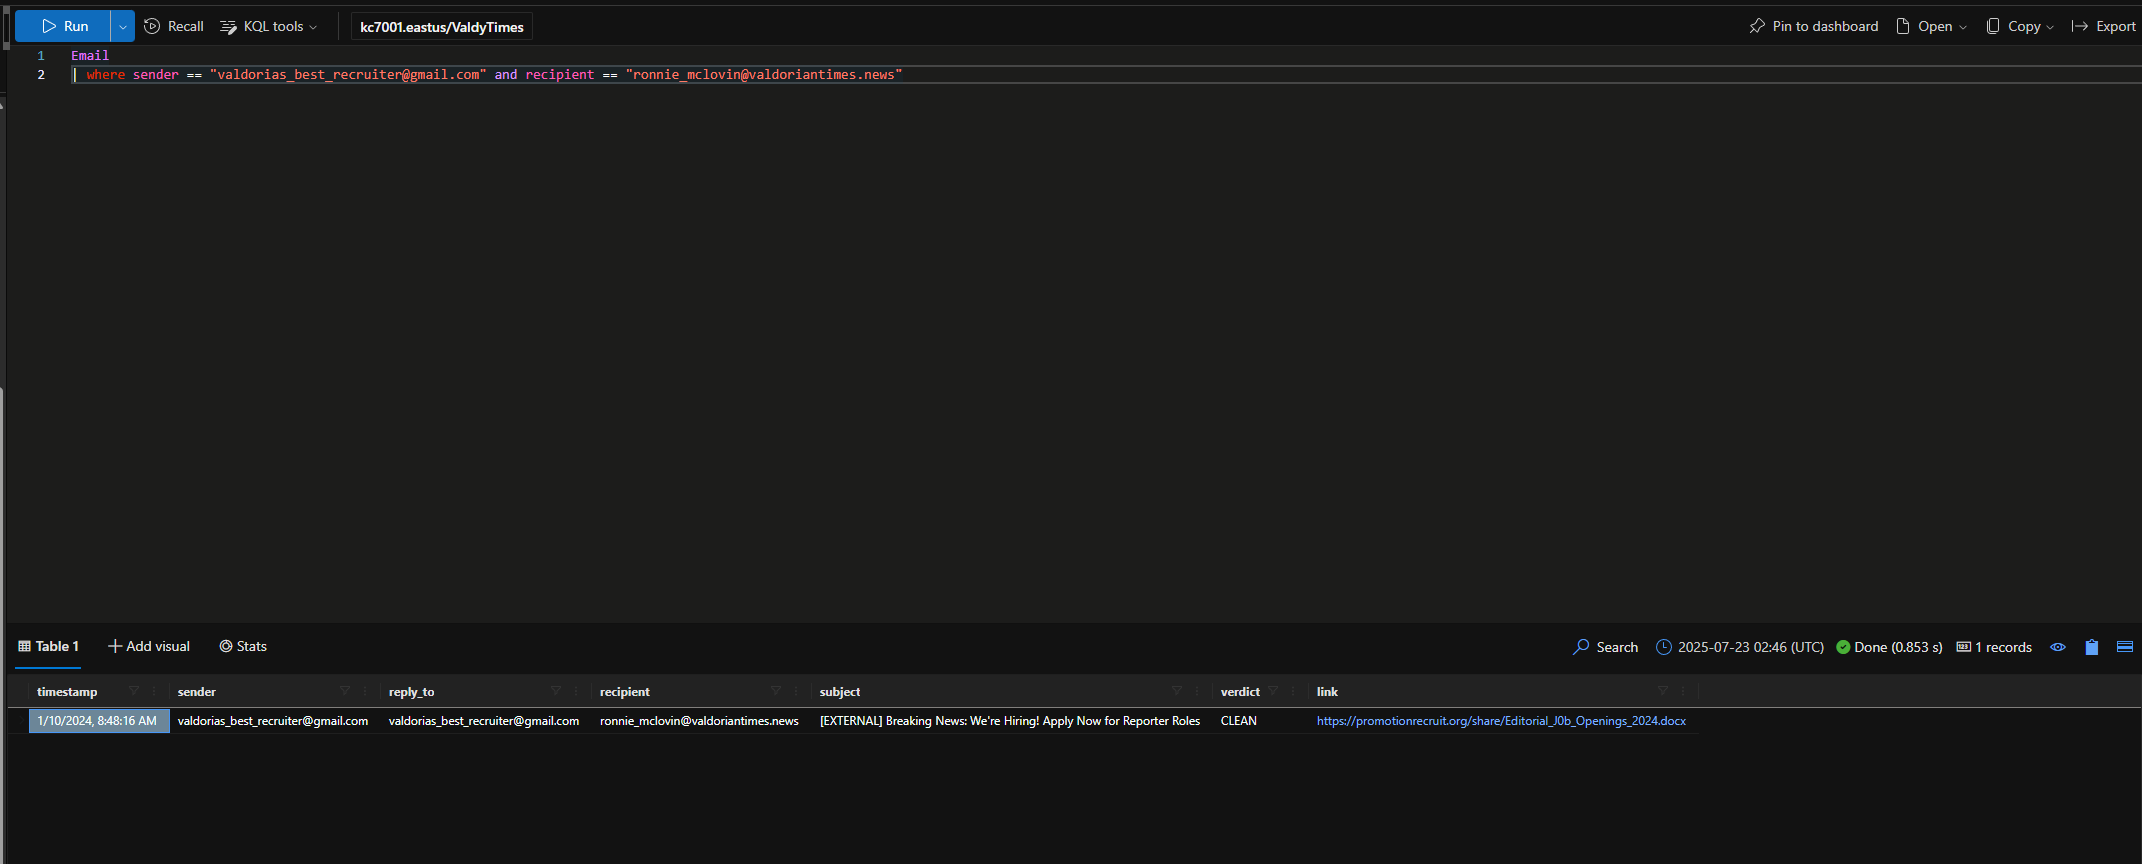 Run
Recall
KQL tools
kc7001.eastus/ValdyTimes
Pin to dashboard
Open
Copy
Export
1 Email
2 | where sender == "valdorias_best_recruiter@gmail.com" and recipient == "ronnie_mclovin@valdoriantimes.news"
Table 1
Add visual
Stats
Search
2025-07-23 02:46 (UTC)
Done (0.853 s)
1 records
timestamp sender reply_to recipient subject verdict link
1/10/2024, 8:48:16 AM valdorias_best_recruiter@gmail.com valdorias_best_recruiter@gmail.com ronnie_mclovin@valdoriantimes.news [EXTERNAL] Breaking News: We're Hiring! Apply Now for Reporter Roles CLEAN https://promotionrecruit.org/share/Editorial_J0b_Openings_2024.docx